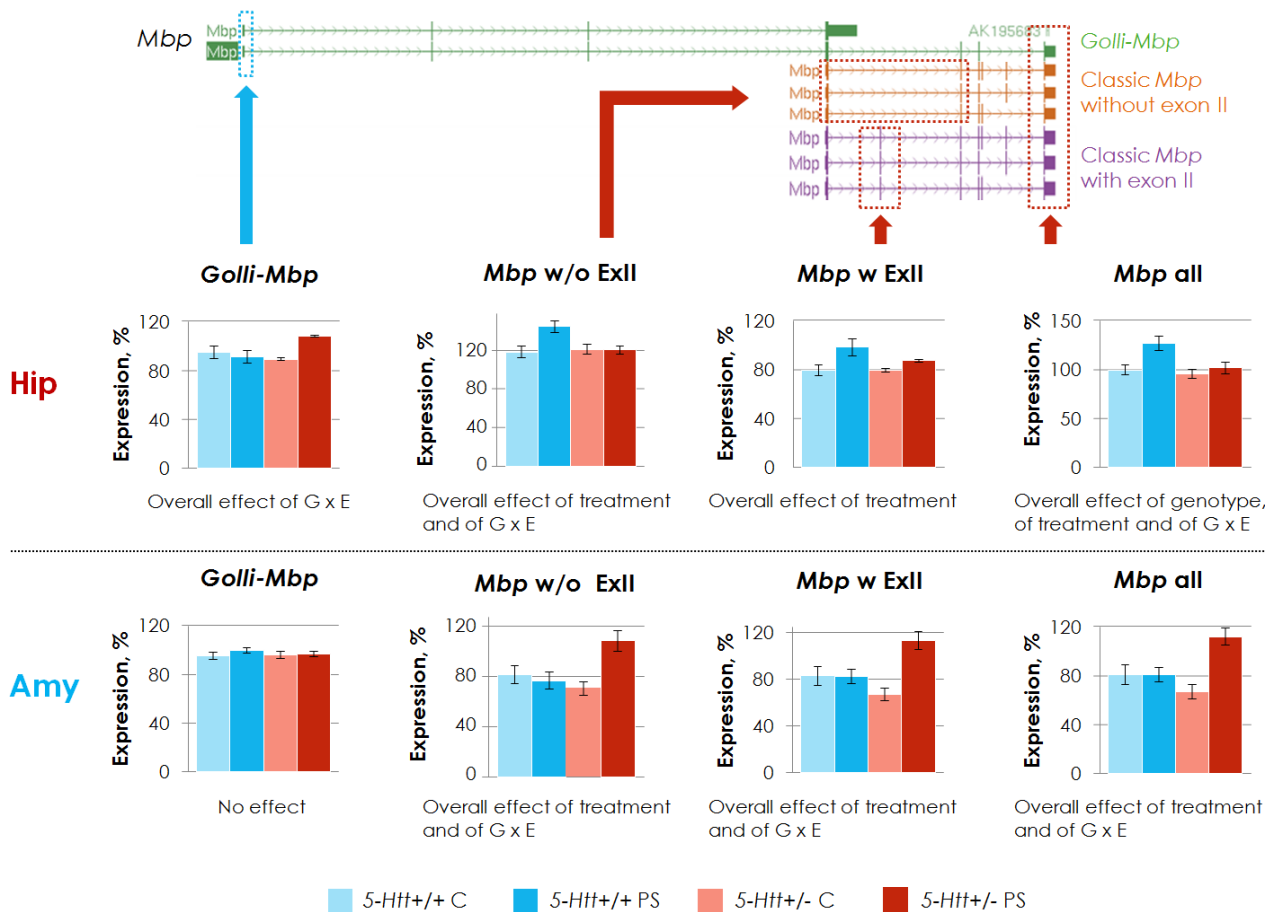 Mbp
Mbp
AK195683
Mbp
Golli-Mbp
Mbp
Classic Mbp
without exon II
Mbp
Mbp
Mbp
Classic Mbp
with exon II
Mbp
Mbp
Golli-Mbp
Mbp w/o ExII
Mbp w ExII
Mbp all
Hip
Expression, %
120
80
40
0
Overall effect of G x E
Expression, %
120
80
40
0
Overall effect of treatment
and of G x E
Expression, %
120
80
40
0
Overall effect of treatment
Expression, %
150
100
50
0
Overall effect of genotype,
of treatment and of G x E
Golli-Mbp
Mbp w/o ExII
Mbp w ExII
Mbp all
Amy
Expression, %
120
80
40
0
No effect
Expression, %
120
80
40
0
Overall effect of treatment
and of G x E
Expression, %
120
80
40
0
Overall effect of treatment
and of G x E
Expression, %
120
80
40
0
Overall effect of treatment
and of G x E
5-Htt+/+ C
5-Htt+/+ PS
5-Htt+/- C
5-Htt+/- PS